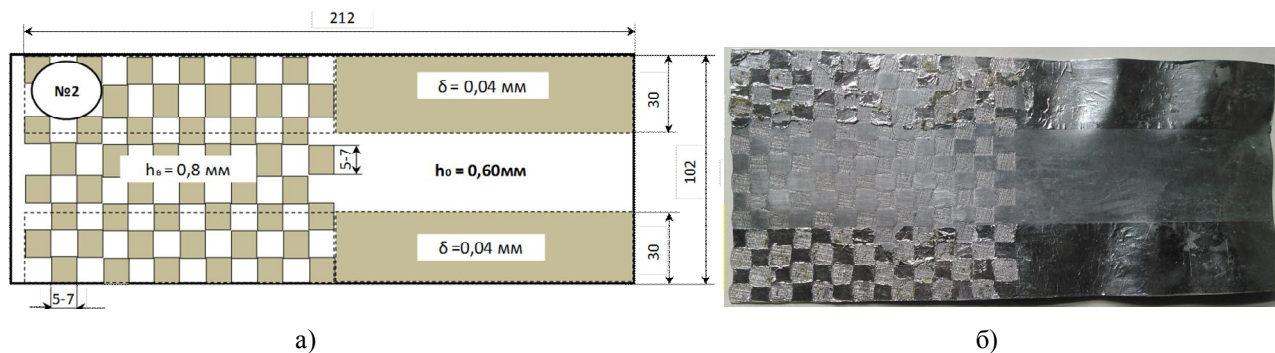 212
№2
δ = 0,04 мм
30
hв = 0,8 мм
5-7
h0 = 0,60мм
102
δ =0,04 мм
30
5-7
а)
б)